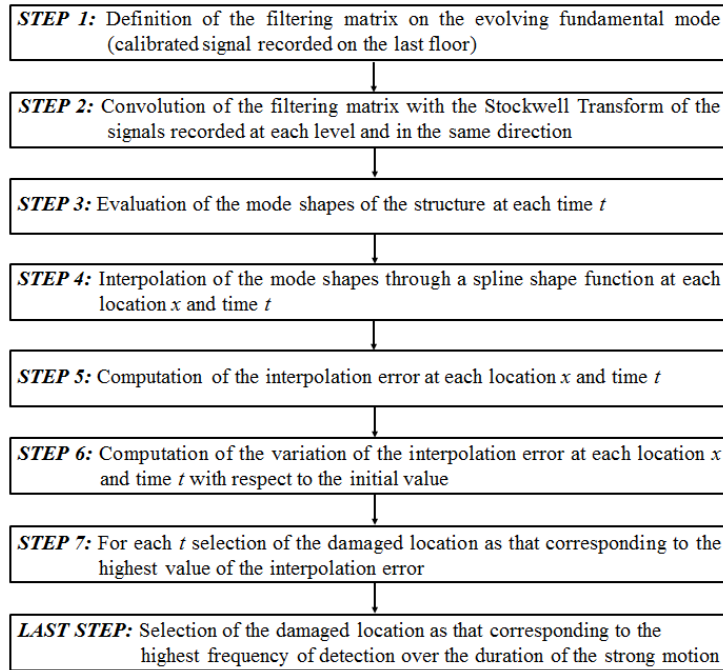 STEP 1: Definition of the filtering matrix on the evolving fundamental mode
(calibrated signal recorded on the last floor)
STEP 2: Convolution of the filtering matrix with the Stockwell Transform of the
signals recorded at each level and in the same direction
STEP 3: Evaluation of the mode shapes of the structure at each time t
STEP 4: Interpolation of the mode shapes through a spline shape function at each
location x and time t
STEP 5: Computation of the interpolation error at each location x and time t
STEP 6: Computation of the variation of the interpolation error at each location x
and time t with respect to the initial value
STEP 7: For each t selection of the damaged location as that corresponding to the
highest value of the interpolation error
LAST STEP: Selection of the damaged location as that corresponding to the
highest frequency of detection over the duration of the strong motion